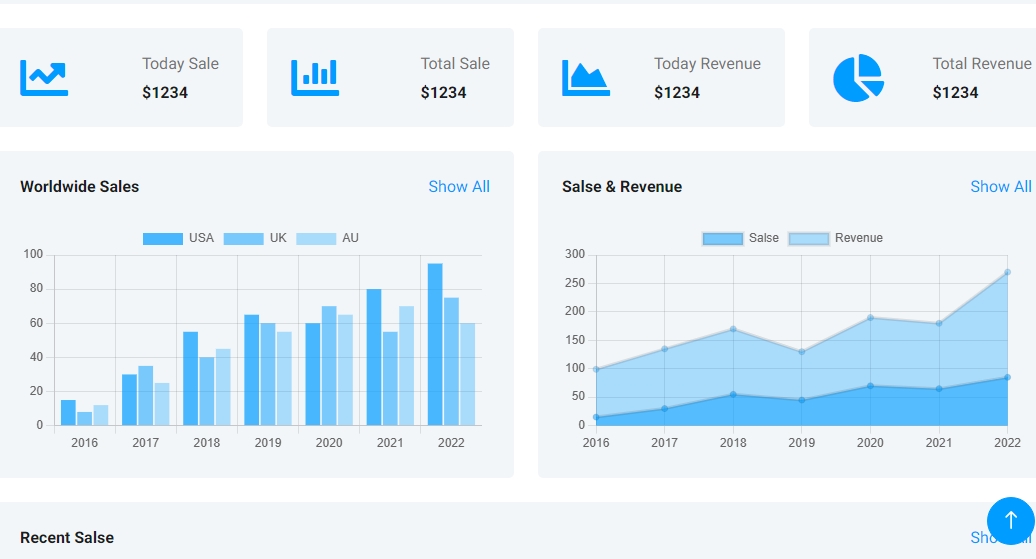 Today Sale
$1234
Total Sale
$1234
Today Revenue
$1234
Total Revenue
$1234
Worldwide Sales
Show All
USA UK AU
100
80
60
40
20
0
2016 2017 2018 2019 2020 2021 2022
Salse & Revenue
Show All
Salse Revenue
300
250
200
150
100
50
0
2016 2017 2018 2019 2020 2021 2022
Recent Salse